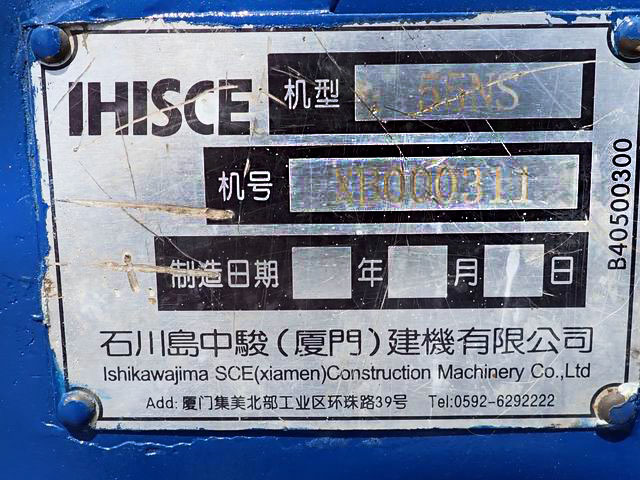 IHISCE 机型 55NS
机号 XB000311
制造日期 年 月 日
石川島中駿(厦門)建機有限公司
Ishikawajima SCE(xiamen)Construction Machinery Co.,Ltd
Add: 厦门集美北部工业区环珠路39号 Tel:0592-6292222
B40500300